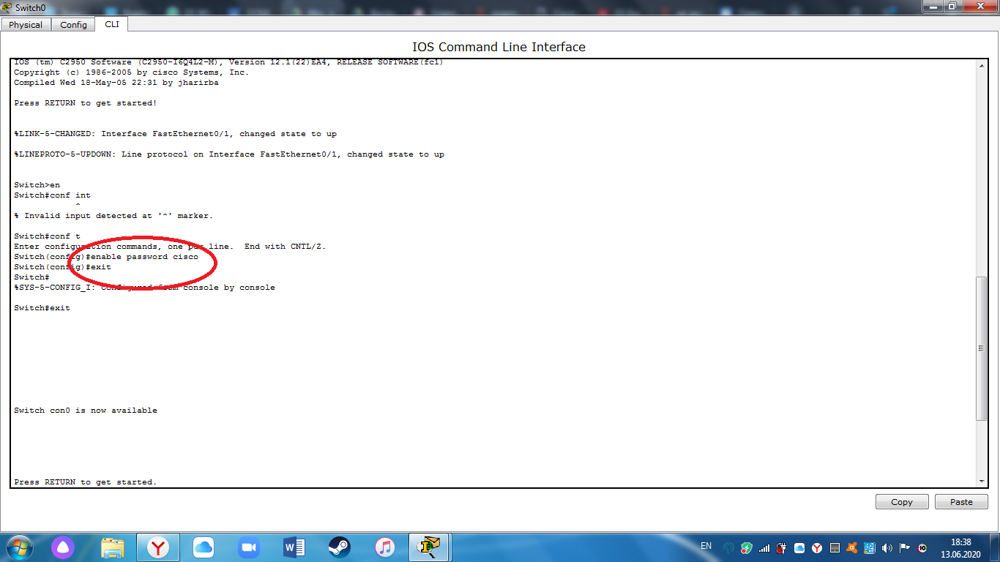 Switch0
Physical Config CLI
IOS Command Line Interface
IOS (tm) C2950 Software (C2950-I6Q4L2-M), Version 12.1(22)EA4, RELEASE SOFTWARE(fc1)
Copyright (c) 1986-2005 by cisco Systems, Inc.
Compiled Wed 18-May-05 22:31 by jharirba
Press RETURN to get started!
%LINK-5-CHANGED: Interface FastEthernet0/1, changed state to up
%LINEPROTO-5-UPDOWN: Line protocol on Interface FastEthernet0/1, changed state to up
Switch>en
Switch#conf int
^
% Invalid input detected at '^' marker.
Switch#conf t
Enter configuration commands, one per line.  End with CNTL/Z.
Switch(config)#enable password cisco
Switch(config)#exit
Switch#
%SYS-5-CONFIG_I: Configured from console by console
Switch#exit
Switch con0 is now available
Press RETURN to get started.
Copy Paste
EN
18:38
13.06.2020